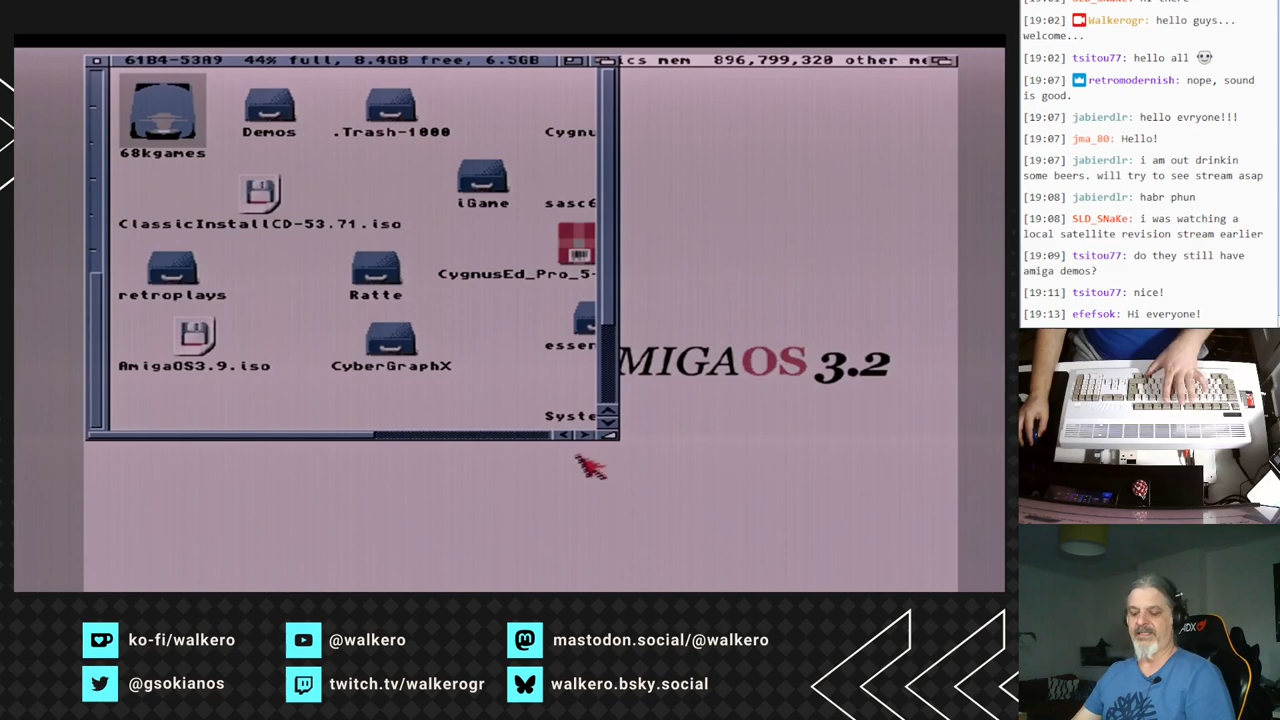 61B4-53A9 44% full, 8.4GB free, 6.5GB
ics mem 896,799,320 other me
68kgames
Demos
.Trash-1000
Cygnu
iGame
sasc6
ClassicInstallCD-53.71.iso
CygnusEd_Pro_5-
retroplays
Ratte
esser
AmigaOS3.9.iso
CyberGraphX
Syste
MIGAOS 3.2
[19:01] SLD_SNaKe: hi there
[19:02] Walkerogr: hello guys...
welcome...
[19:02] tsitou77: hello all
[19:07] retromodernish: nope, sound
is good.
[19:07] jabierdlr: hello evryone!!!
[19:07] jma_80: Hello!
[19:07] jabierdlr: i am out drinkin
some beers. will try to see stream asap
[19:08] jabierdlr: habr phun
[19:08] SLD_SNaKe: i was watching a
local satellite revision stream earlier
[19:09] tsitou77: do they still have
amiga demos?
[19:11] tsitou77: nice!
[19:13] efefsok: Hi everyone!
ADX
ko-fi/walkero
@walkero
mastodon.social/@walkero
@gsokianos
twitch.tv/walkerogr
walkero.bsky.social